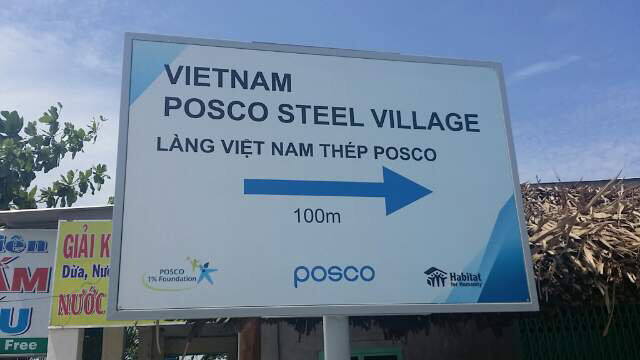 VIETNAM
POSCO STEEL VILLAGE
LÀNG VIỆT NAM THÉP POSCO
100m
POSCO
1% Foundation
posco
Habitat
for Humanity
GIẢI K
Dừa, Nư
NƯỚC
Free